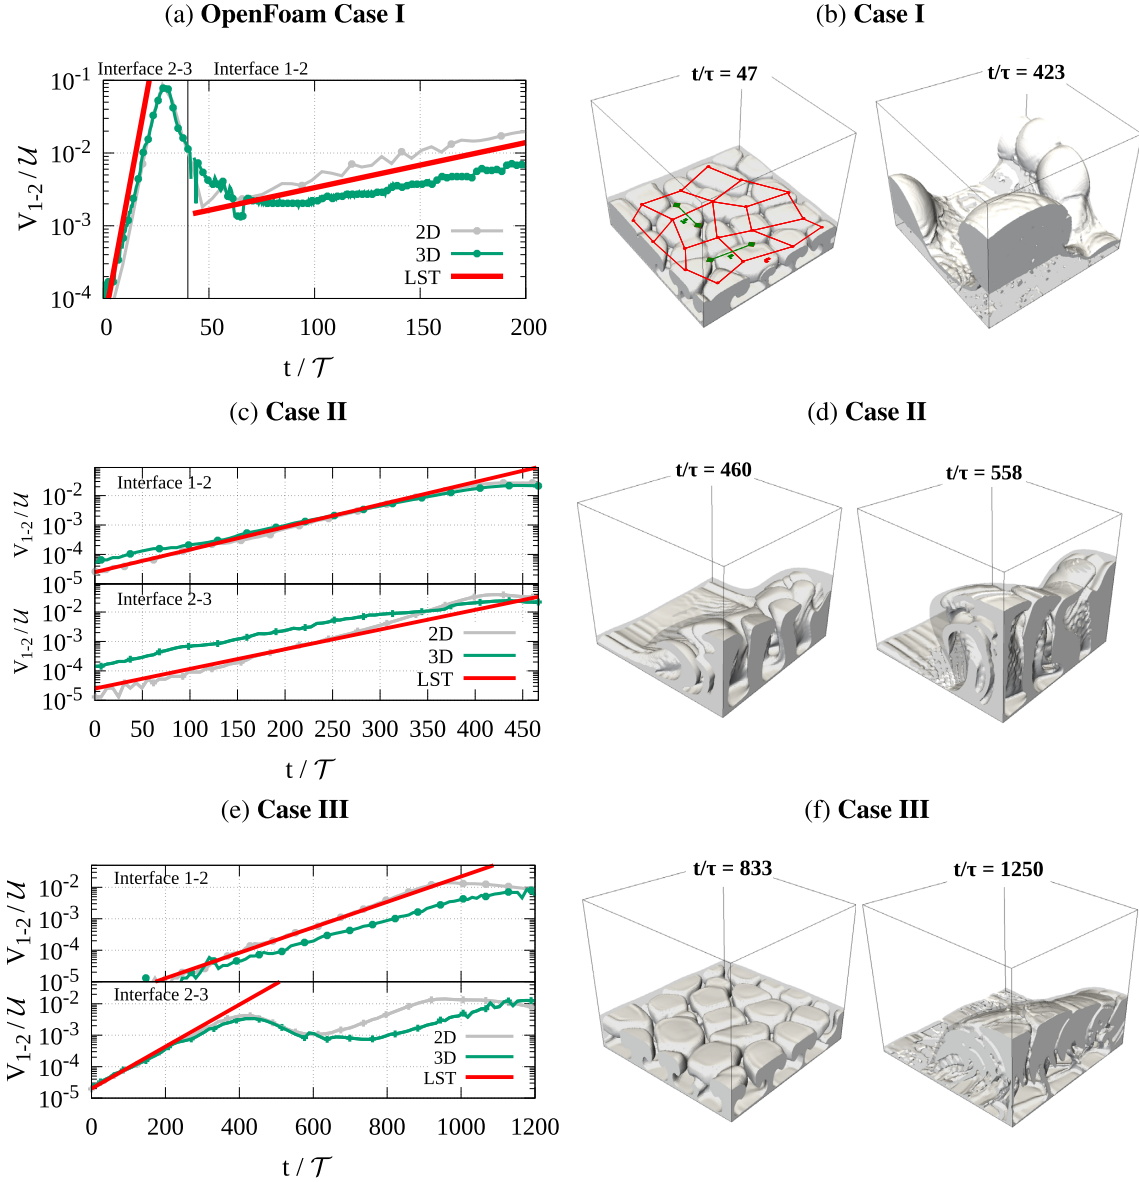 (a) OpenFoam Case I
(b) Case I
Interface 2-3
Interface 1-2
10-1
10-2
10-3
10-4
V1-2 / U
2D
3D
LST
0
50
100
150
200
t / T
t/τ = 47
t/τ = 423
(c) Case II
(d) Case II
Interface 1-2
10-2
10-3
10-4
10-5
V1-2 / U
Interface 2-3
10-2
10-3
10-4
10-5
V1-2 / U
2D
3D
LST
0 50 100 150 200 250 300 350 400 450
t / T
t/τ = 460
t/τ = 558
(e) Case III
(f) Case III
Interface 1-2
10-2
10-3
10-4
10-5
V1-2 / U
Interface 2-3
10-2
10-3
10-4
10-5
V1-2 / U
2D
3D
LST
0 200 400 600 800 1000 1200
t / T
t/τ = 833
t/τ = 1250